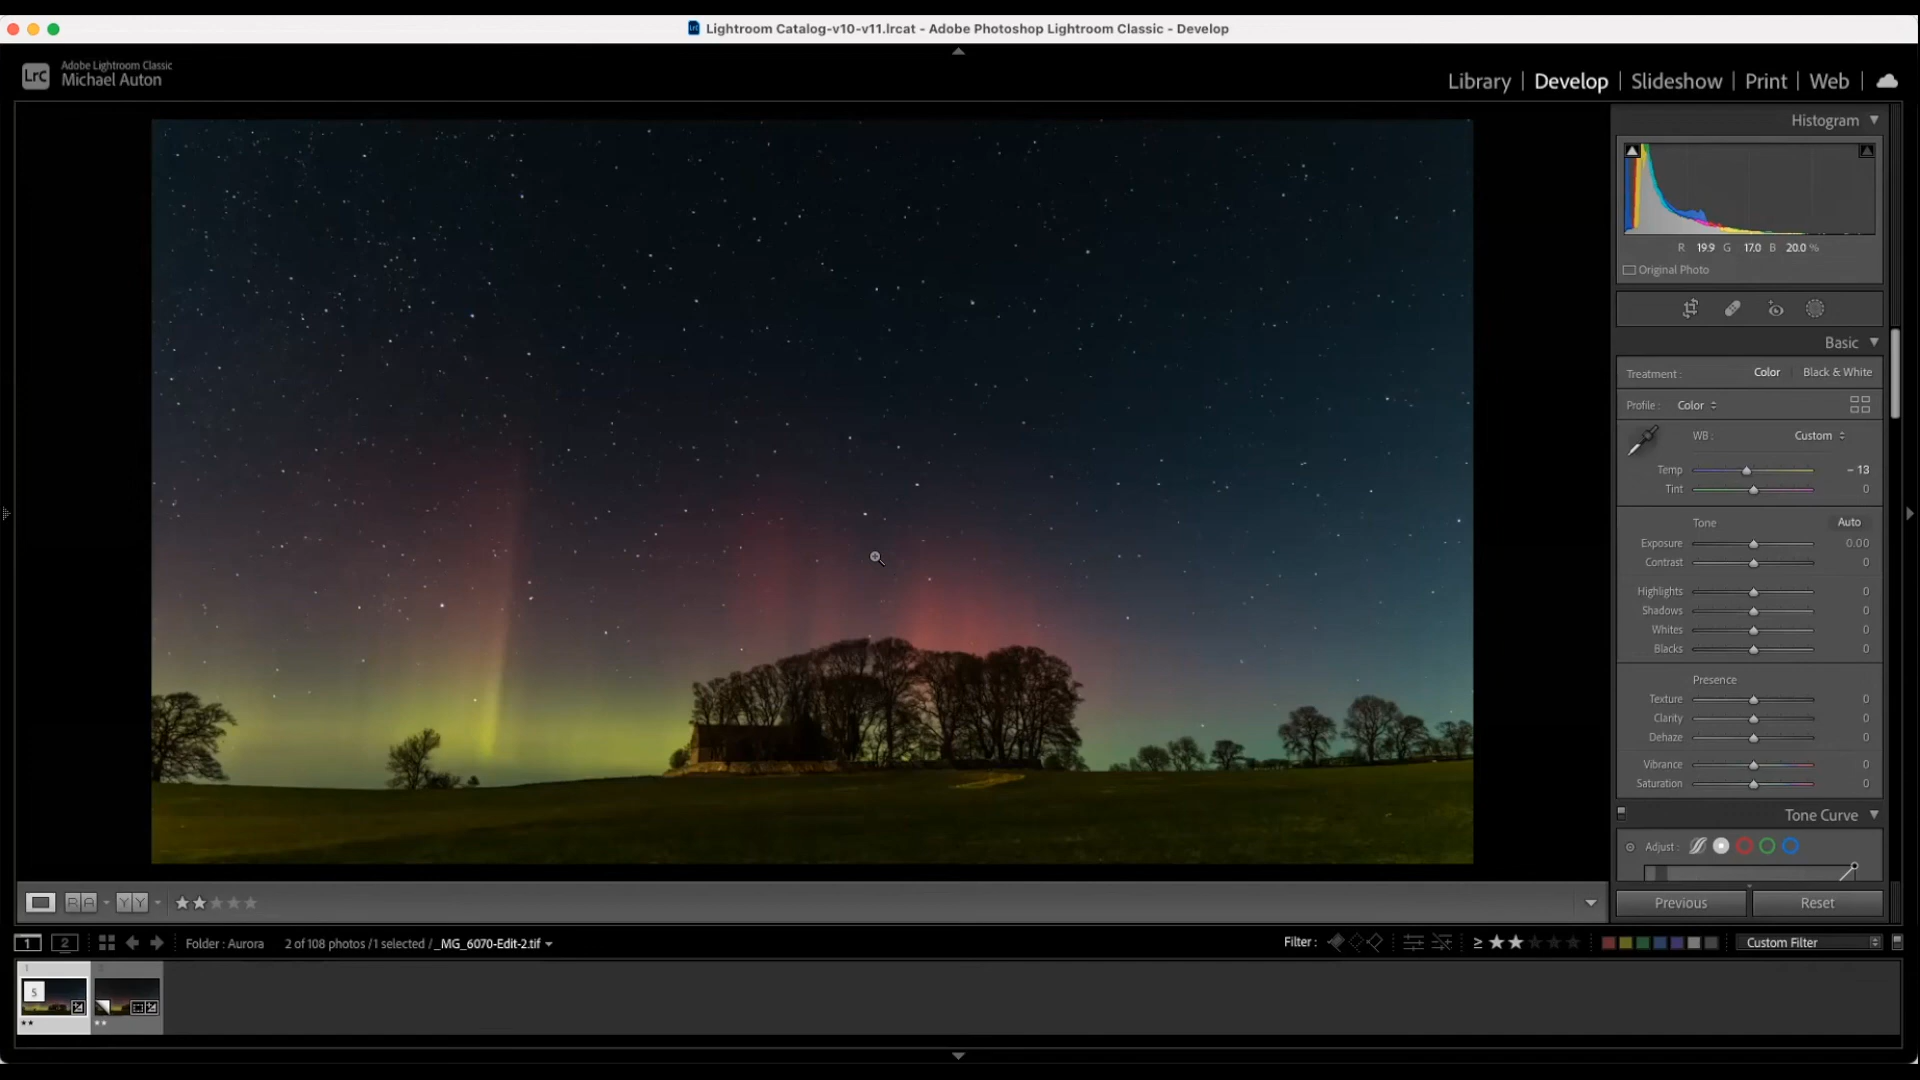 Lightroom Catalog-v10-v11.lrcat - Adobe Photoshop Lightroom Classic - Develop
LrC
Adobe Lightroom Classic
Michael Auton
Library | Develop | Slideshow | Print | Web
Histogram
R 19.9 G 17.0 B 20.0 %
Original Photo
Basic
Treatment : Color Black & White
Profile : Color
WB : Custom
Temp - 13
Tint 0
Tone Auto
Exposure 0.00
Contrast 0
Highlights 0
Shadows 0
Whites 0
Blacks 0
Presence
Texture 0
Clarity 0
Dehaze 0
Vibrance 0
Saturation 0
Tone Curve
Adjust :
R A Y Y
Previous Reset
1 2 Folder : Aurora 2 of 108 photos / 1 selected / _MG_6070-Edit-2.tif Filter : ≥ Custom Filter
1
5